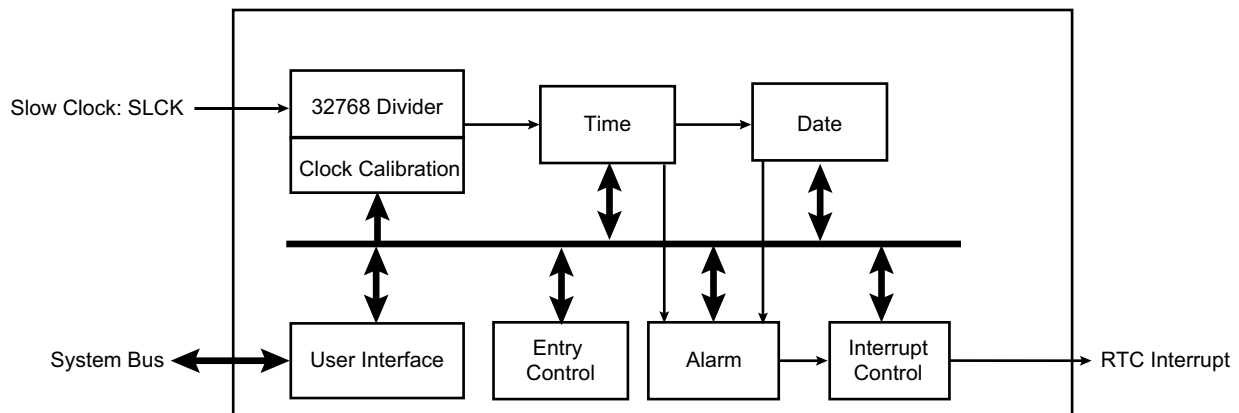 Slow Clock: SLCK
32768 Divider
Time
Date
Clock Calibration
System Bus
User Interface
Entry
Control
Alarm
Interrupt
Control
RTC Interrupt